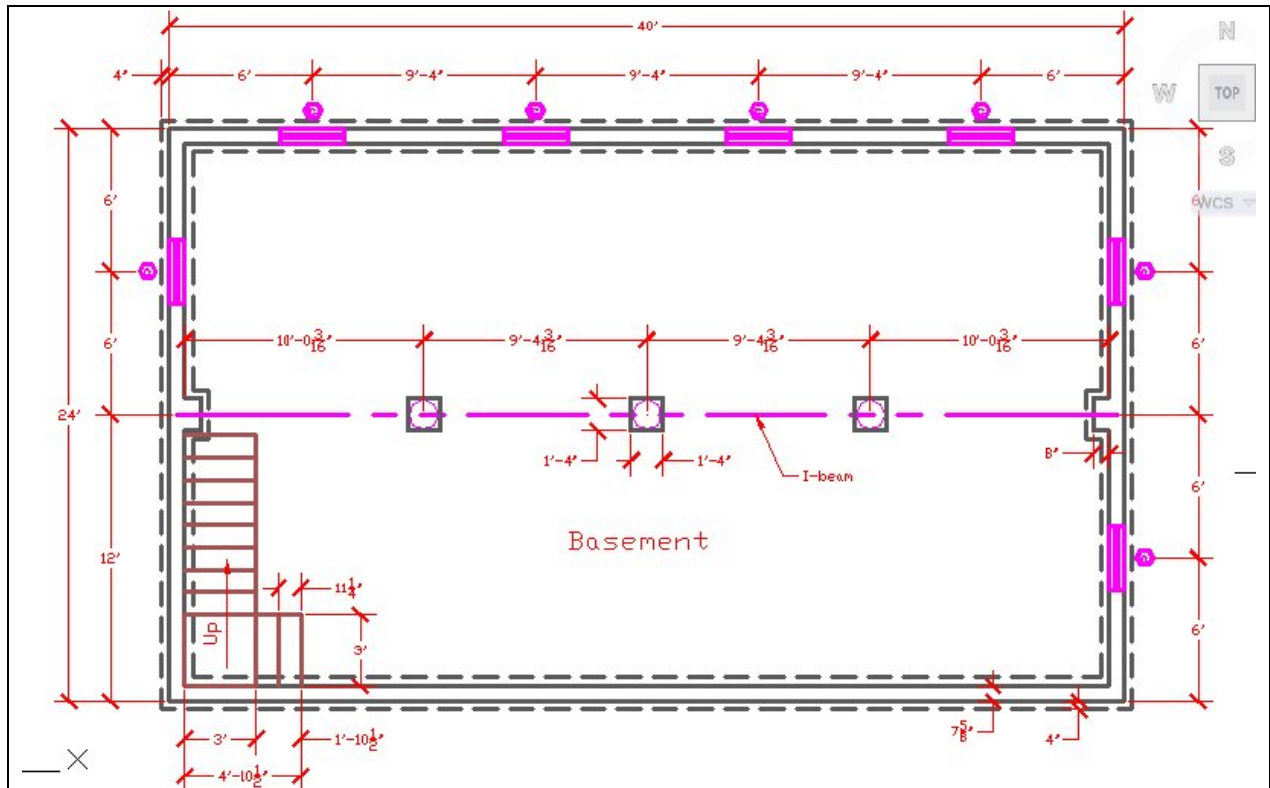 40'
4" 6' 9'-4" 9'-4" 9'-4" 6'
N
W TOP
S
WCS
6' 6'
10'-0 3/16" 9'-4 3/16" 9'-4 3/16" 10'-0 3/16"
6' 6'
24'
1'-4" 1'-4" 8"
I-beam
6'
Basement
12'
11 1/4"
Up
3' 6'
3' 1'-10 1/2" 7 5/8" 4"
4'-10 1/2"